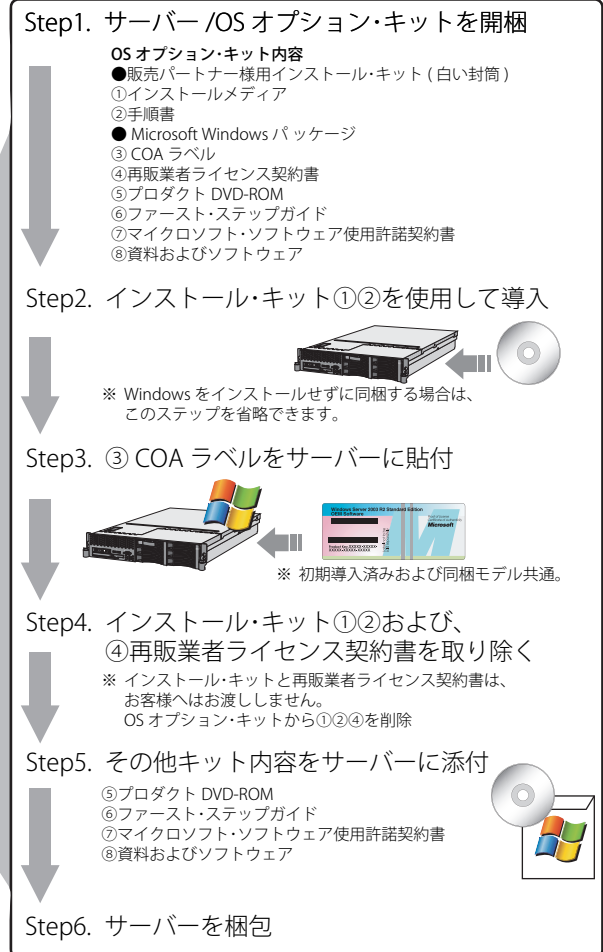 Step1. サーバー /OS オプション・キットを開梱
OS オプション・キット内容
●販売パートナー様用インストール・キット ( 白い封筒 )
①インストールメディア
②手順書
● Microsoft Windows パッケージ
③ COA ラベル
④再販業者ライセンス契約書
⑤プロダクト DVD-ROM
⑥ファースト・ステップガイド
⑦マイクロソフト・ソフトウェア使用許諾契約書
⑧資料およびソフトウェア
Step2. インストール・キット①②を使用して導入
※ Windows をインストールせずに同梱する場合は、
このステップを省略できます。
Step3. ③ COA ラベルをサーバーに貼付
Windows Server 2003 R2 Standard Edition
OEM Software
Microsoft
※ 初期導入済みおよび同梱モデル共通。
Step4. インストール・キット①②および、
④再販業者ライセンス契約書を取り除く
※ インストール・キットと再販業者ライセンス契約書は、
お客様へはお渡ししません。
OS オプション・キットから①②④を削除
Step5. その他キット内容をサーバーに添付
⑤プロダクト DVD-ROM
⑥ファースト・ステップガイド
⑦マイクロソフト・ソフトウェア使用許諾契約書
⑧資料およびソフトウェア
Step6. サーバーを梱包